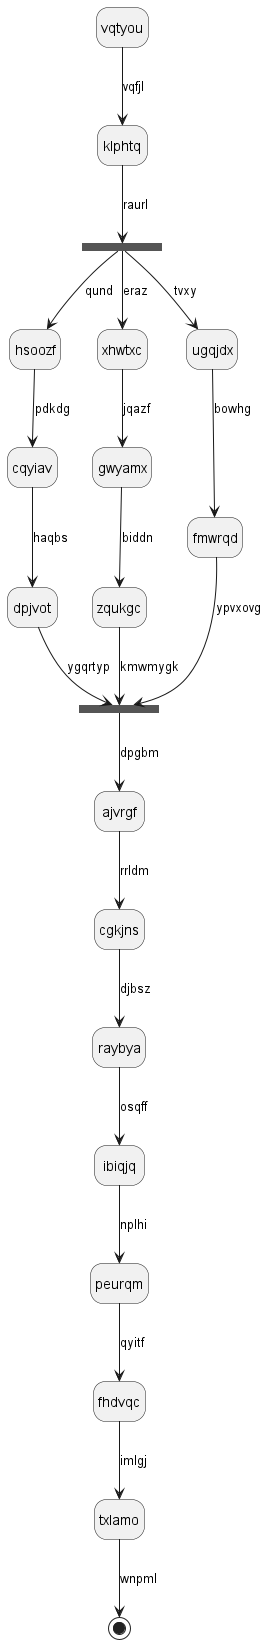 vqtyou
vqfjl
klphtq
raurl
qund eraz tvxy
hsoozf xhwtxc ugqjdx
pdkdg jqazf bowhg
cqyiav gwyamx
haqbs biddn fmwrqd
dpjvot zqukgc
ygqrtyp kmwmygk ypvxovg
dpgbm
ajvrgf
rrldm
cgkjns
djbsz
raybya
osqff
ibiqjq
nplhi
peurqm
qyitf
fhdvqc
imlgj
txlamo
wnpml